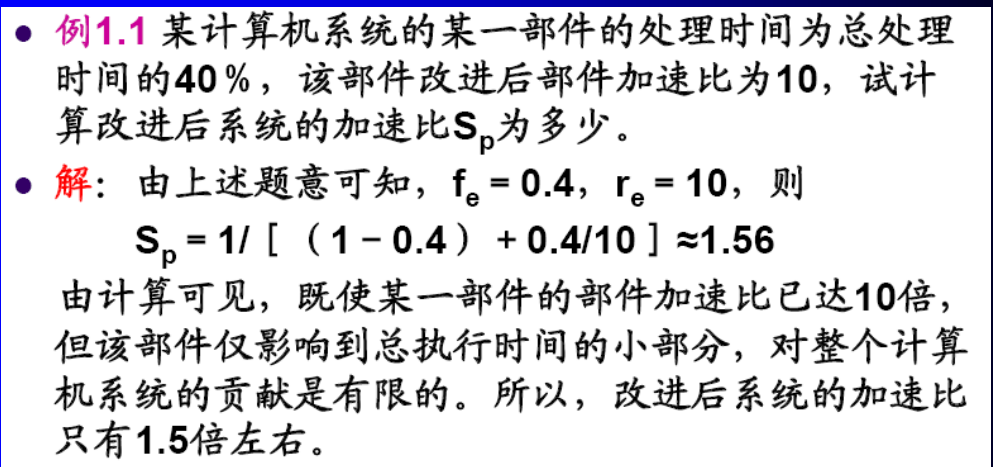 • 例1.1 某计算机系统的某一部件的处理时间为总处理
时间的40％，该部件改进后部件加速比为10，试计
算改进后系统的加速比Sp为多少。
• 解：由上述题意可知，fe = 0.4，re = 10，则
Sp = 1/［（1－0.4）+0.4/10］≈1.56
由计算可见，既使某一部件的部件加速比已达10倍，
但该部件仅影响到总执行时间的小部分，对整个计算
机系统的贡献是有限的。所以，改进后系统的加速比
只有1.5倍左右。